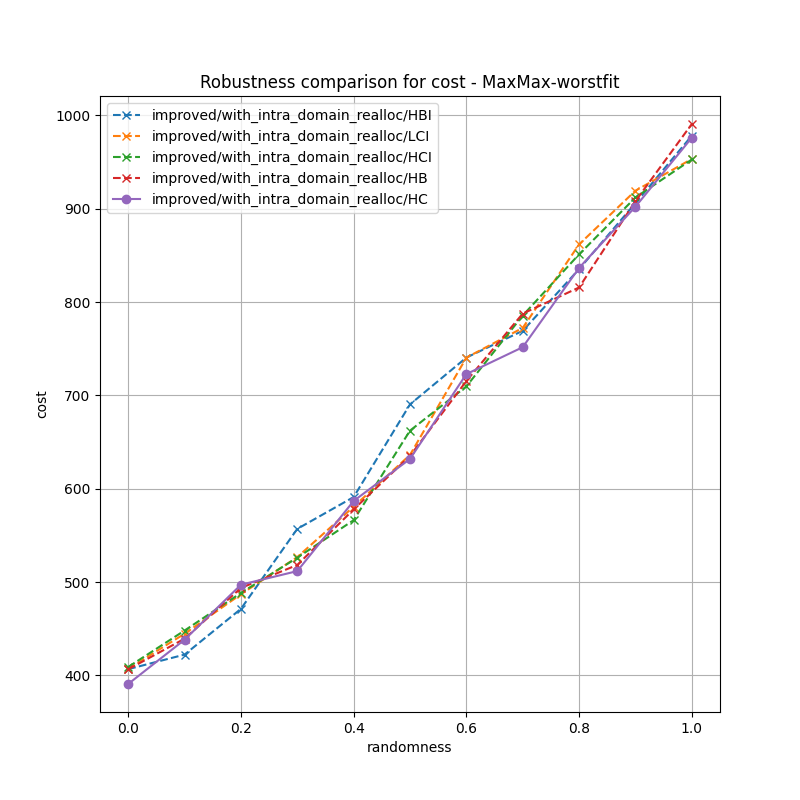 Robustness comparison for cost - MaxMax-worstfit
improved/with_intra_domain_realloc/HBI
improved/with_intra_domain_realloc/LCI
improved/with_intra_domain_realloc/HCI
improved/with_intra_domain_realloc/HB
improved/with_intra_domain_realloc/HC
1000
900
800
700
600
500
400
cost
0.0 0.2 0.4 0.6 0.8 1.0
randomness